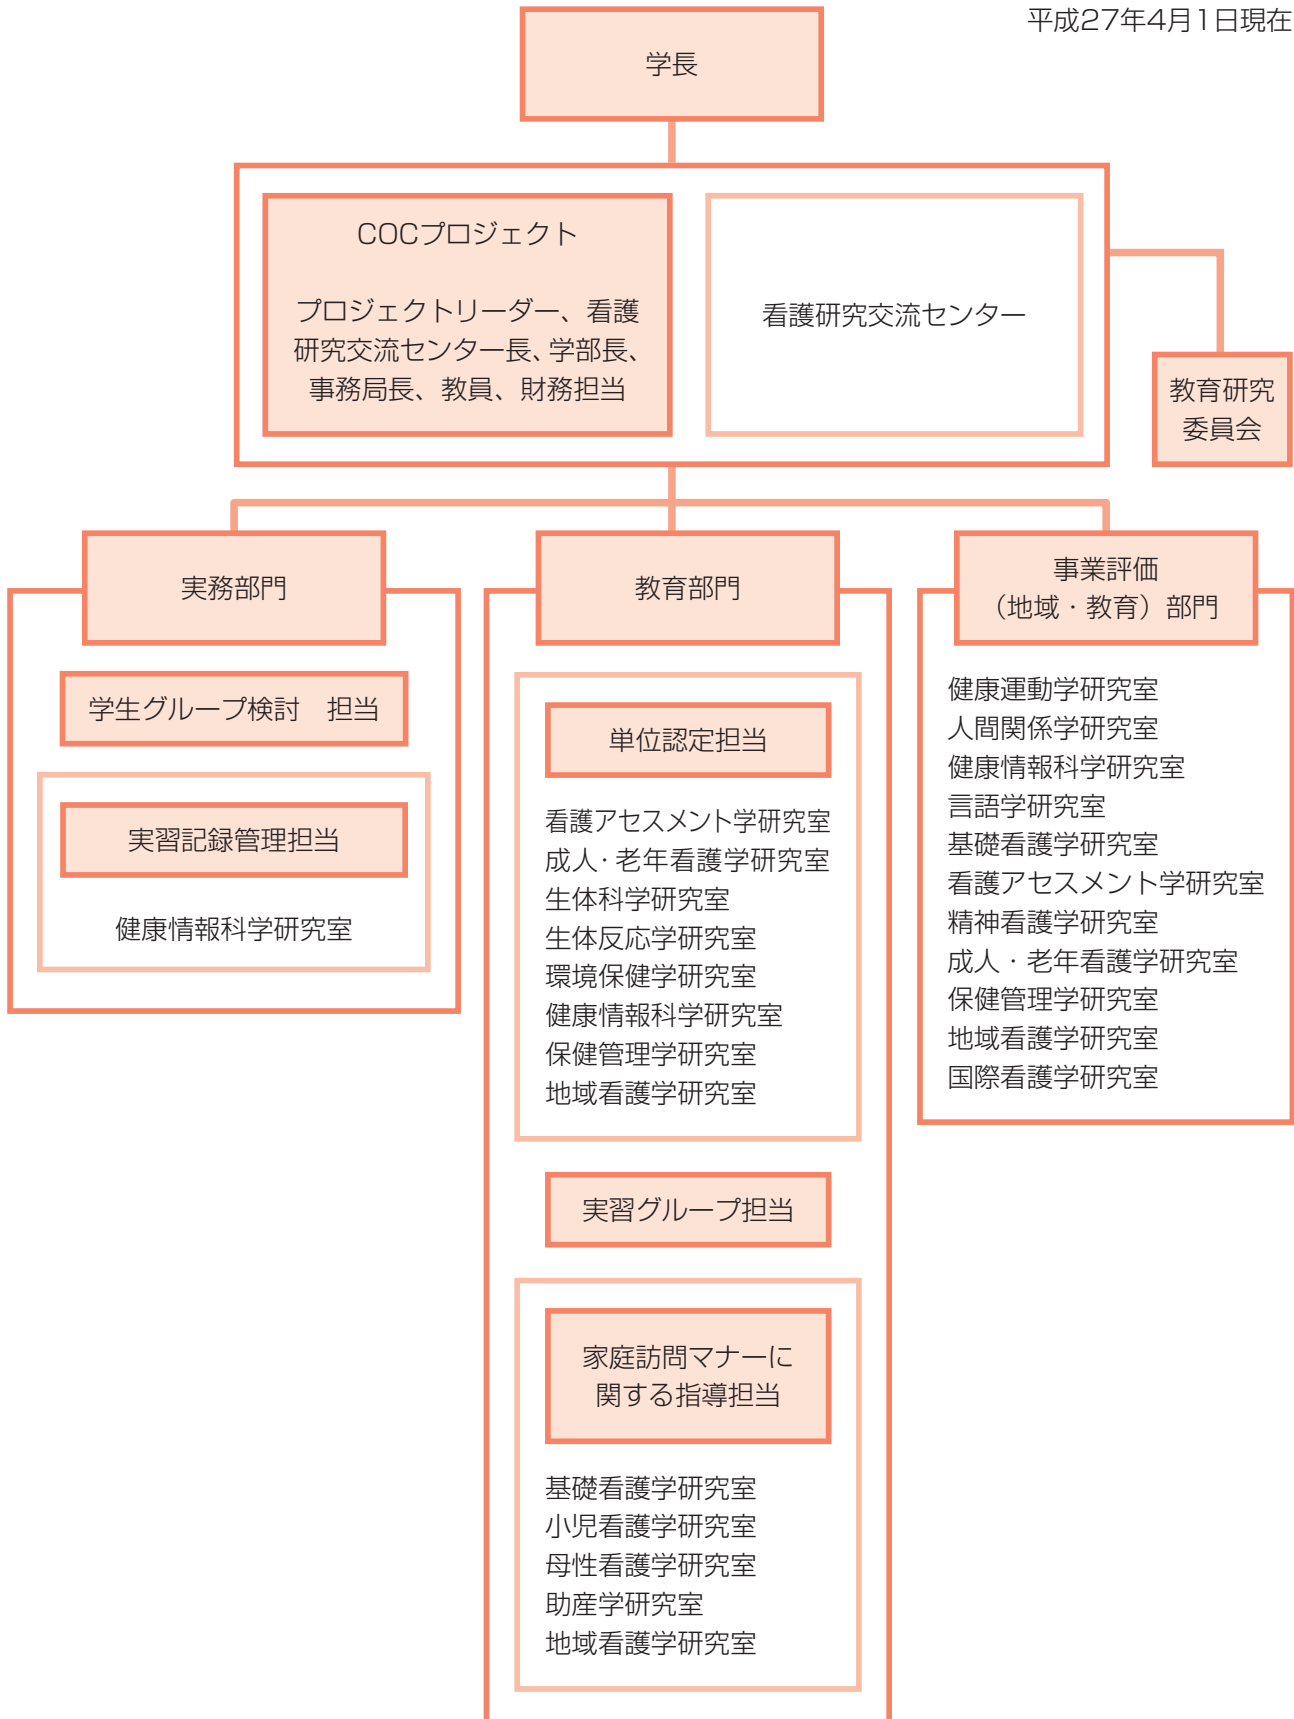 平成27年4月1日現在
学長
COCプロジェクト
プロジェクトリーダー、看護
研究交流センター長、学部長、
事務局長、教員、財務担当
看護研究交流センター
教育研究
委員会
実務部門
学生グループ検討　担当
実習記録管理担当
健康情報科学研究室
教育部門
単位認定担当
看護アセスメント学研究室
成人・老年看護学研究室
生体科学研究室
生体反応学研究室
環境保健学研究室
健康情報科学研究室
保健管理学研究室
地域看護学研究室
実習グループ担当
家庭訪問マナーに
関する指導担当
基礎看護学研究室
小児看護学研究室
母性看護学研究室
助産学研究室
地域看護学研究室
事業評価
（地域・教育）部門
健康運動学研究室
人間関係学研究室
健康情報科学研究室
言語学研究室
基礎看護学研究室
看護アセスメント学研究室
精神看護学研究室
成人・老年看護学研究室
保健管理学研究室
地域看護学研究室
国際看護学研究室